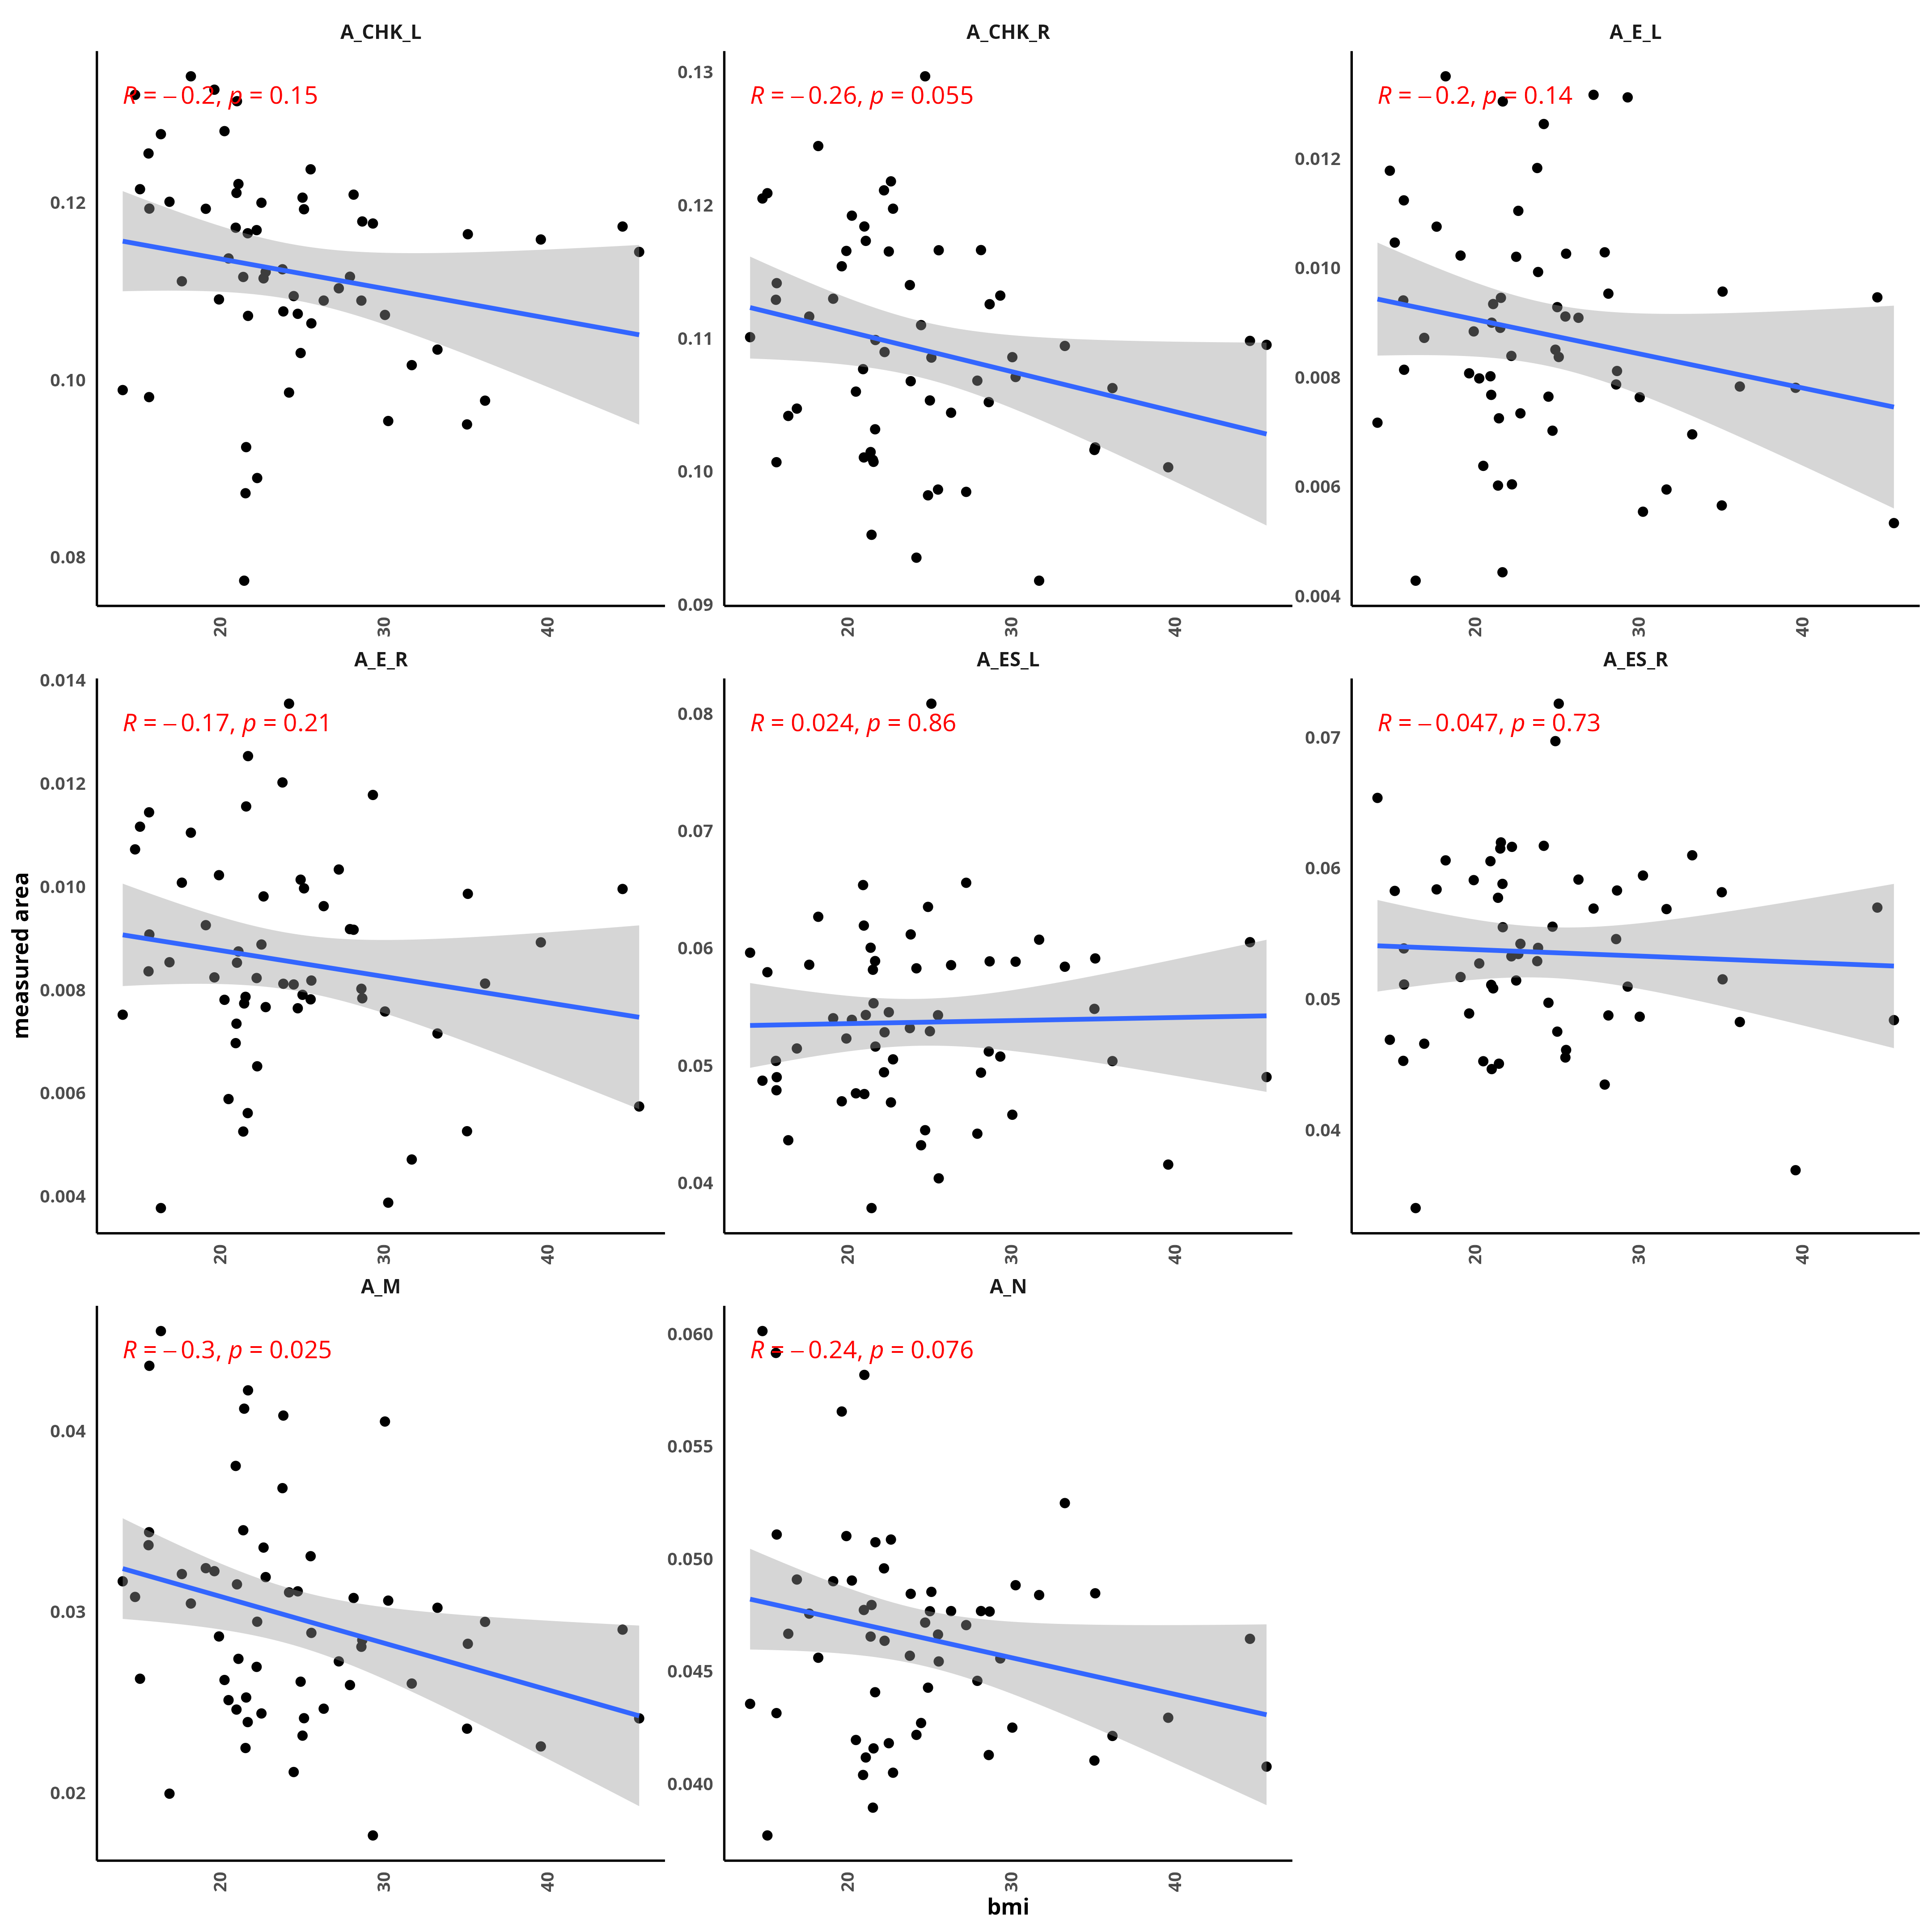 A_CHK_L
A_CHK_R
A_E_L
R = −0.2, p = 0.15
R = −0.26, p = 0.055
R = −0.2, p = 0.14
0.12
0.10
0.08
0.13
0.12
0.11
0.10
0.09
0.012
0.010
0.008
0.006
0.004
20 30 40
20 30 40
20 30 40
A_E_R
A_ES_L
A_ES_R
R = −0.17, p = 0.21
R = 0.024, p = 0.86
R = −0.047, p = 0.73
0.014
0.012
0.010
0.008
0.006
0.004
0.08
0.07
0.06
0.05
0.04
0.07
0.06
0.05
0.04
20 30 40
20 30 40
20 30 40
measured area
A_M
A_N
R = −0.3, p = 0.025
R = −0.24, p = 0.076
0.04
0.03
0.02
0.060
0.055
0.050
0.045
0.040
20 30 40
20 30 40
bmi